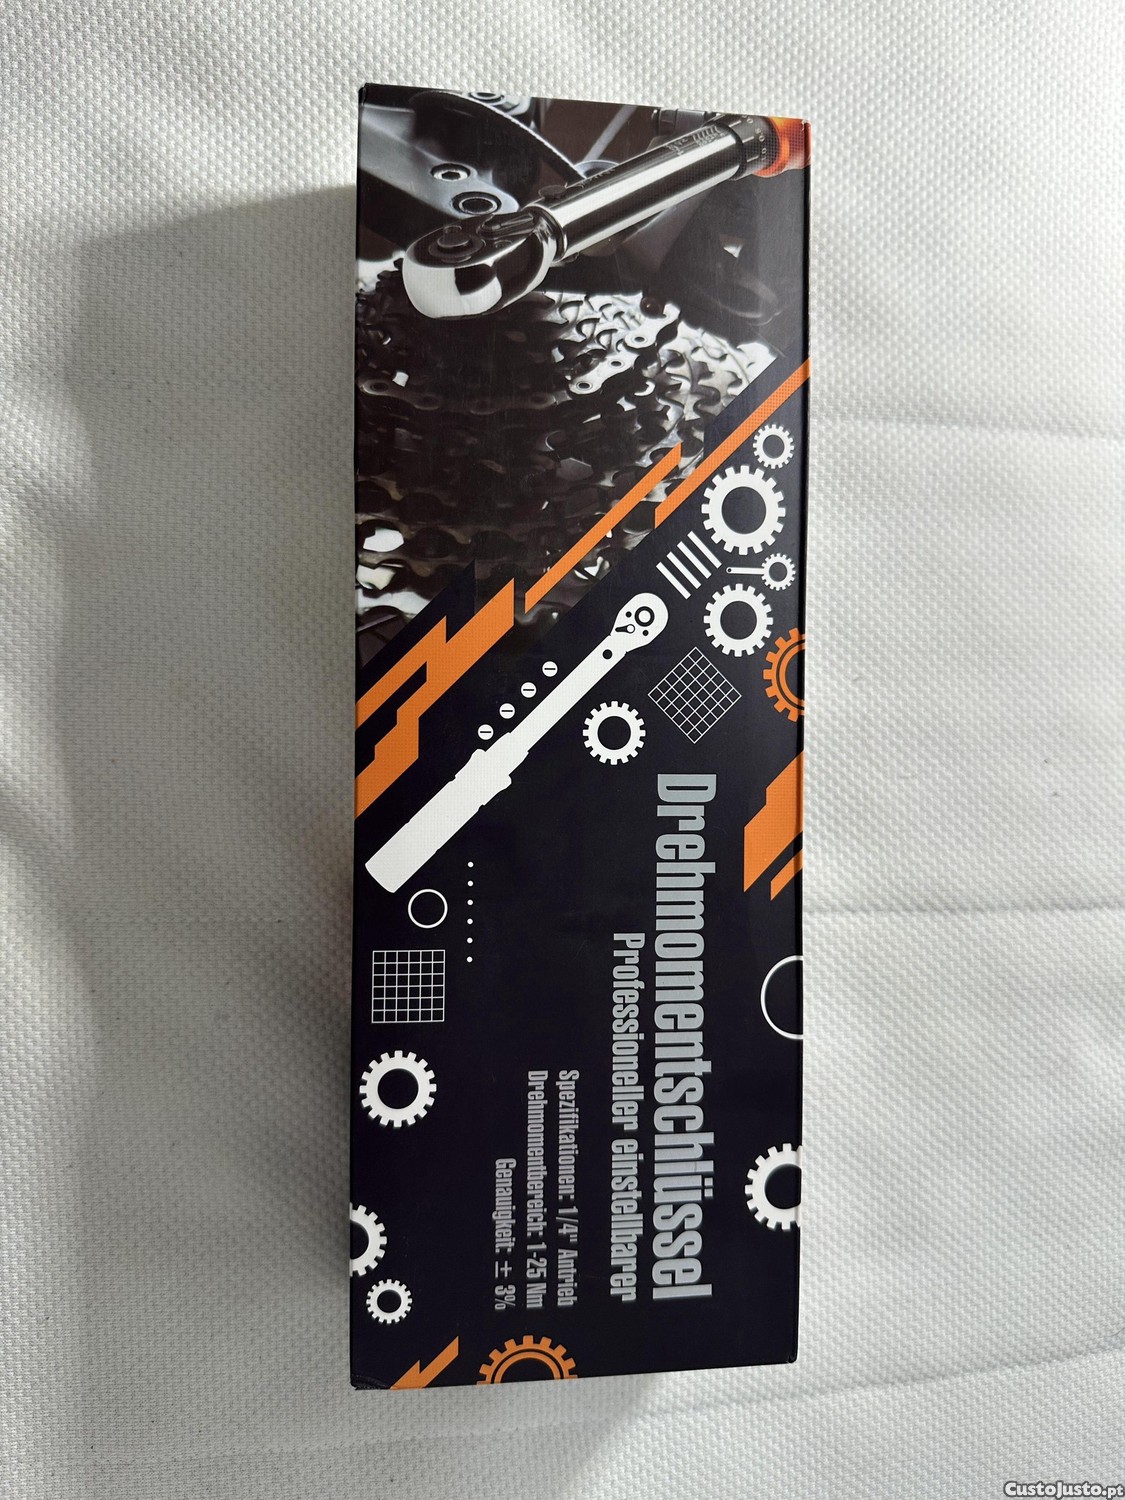 Drehmomentschlüssel
Professioneller einstellbarer
Spezifikationen: 1/4" Antrieb
Drehmomentbereich: 1-25 Nm
Genauigkeit: ± 3%
CustoJusto.pt